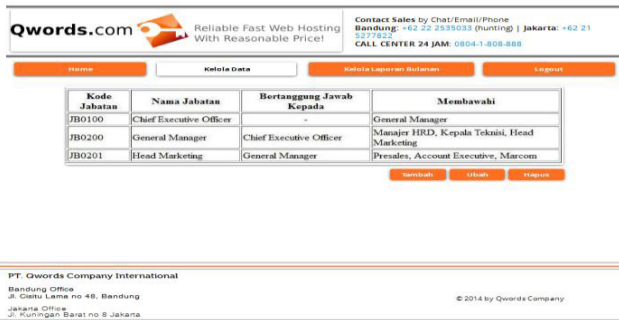 Qwords.com
Reliable Fast Web Hosting
With Reasonable Price!
Contact Sales by Chat/Email/Phone
Bandung: +62 22 2535033 (hunting) | Jakarta: +62 21
5277822
CALL CENTER 24 JAM: 0804-1-808-888
Home Kelola Data Kelola Laporan Bulanan Logout
Kode Jabatan Nama Jabatan Bertanggung Jawab Kepada Membawahi
JB0100 Chief Executive Officer - General Manager
JB0200 General Manager Chief Executive Officer Manajer HRD, Kepala Teknisi, Head Marketing
JB0201 Head Marketing General Manager Presales, Account Executive, Marcom
Tambah Ubah Hapus
PT. Qwords Company International
Bandung Office
Jl. Cisitu Lama no 48, Bandung
© 2014 by Qwords Company
Jakarta Office
Jl. Kuningan Barat no 8 Jakarta